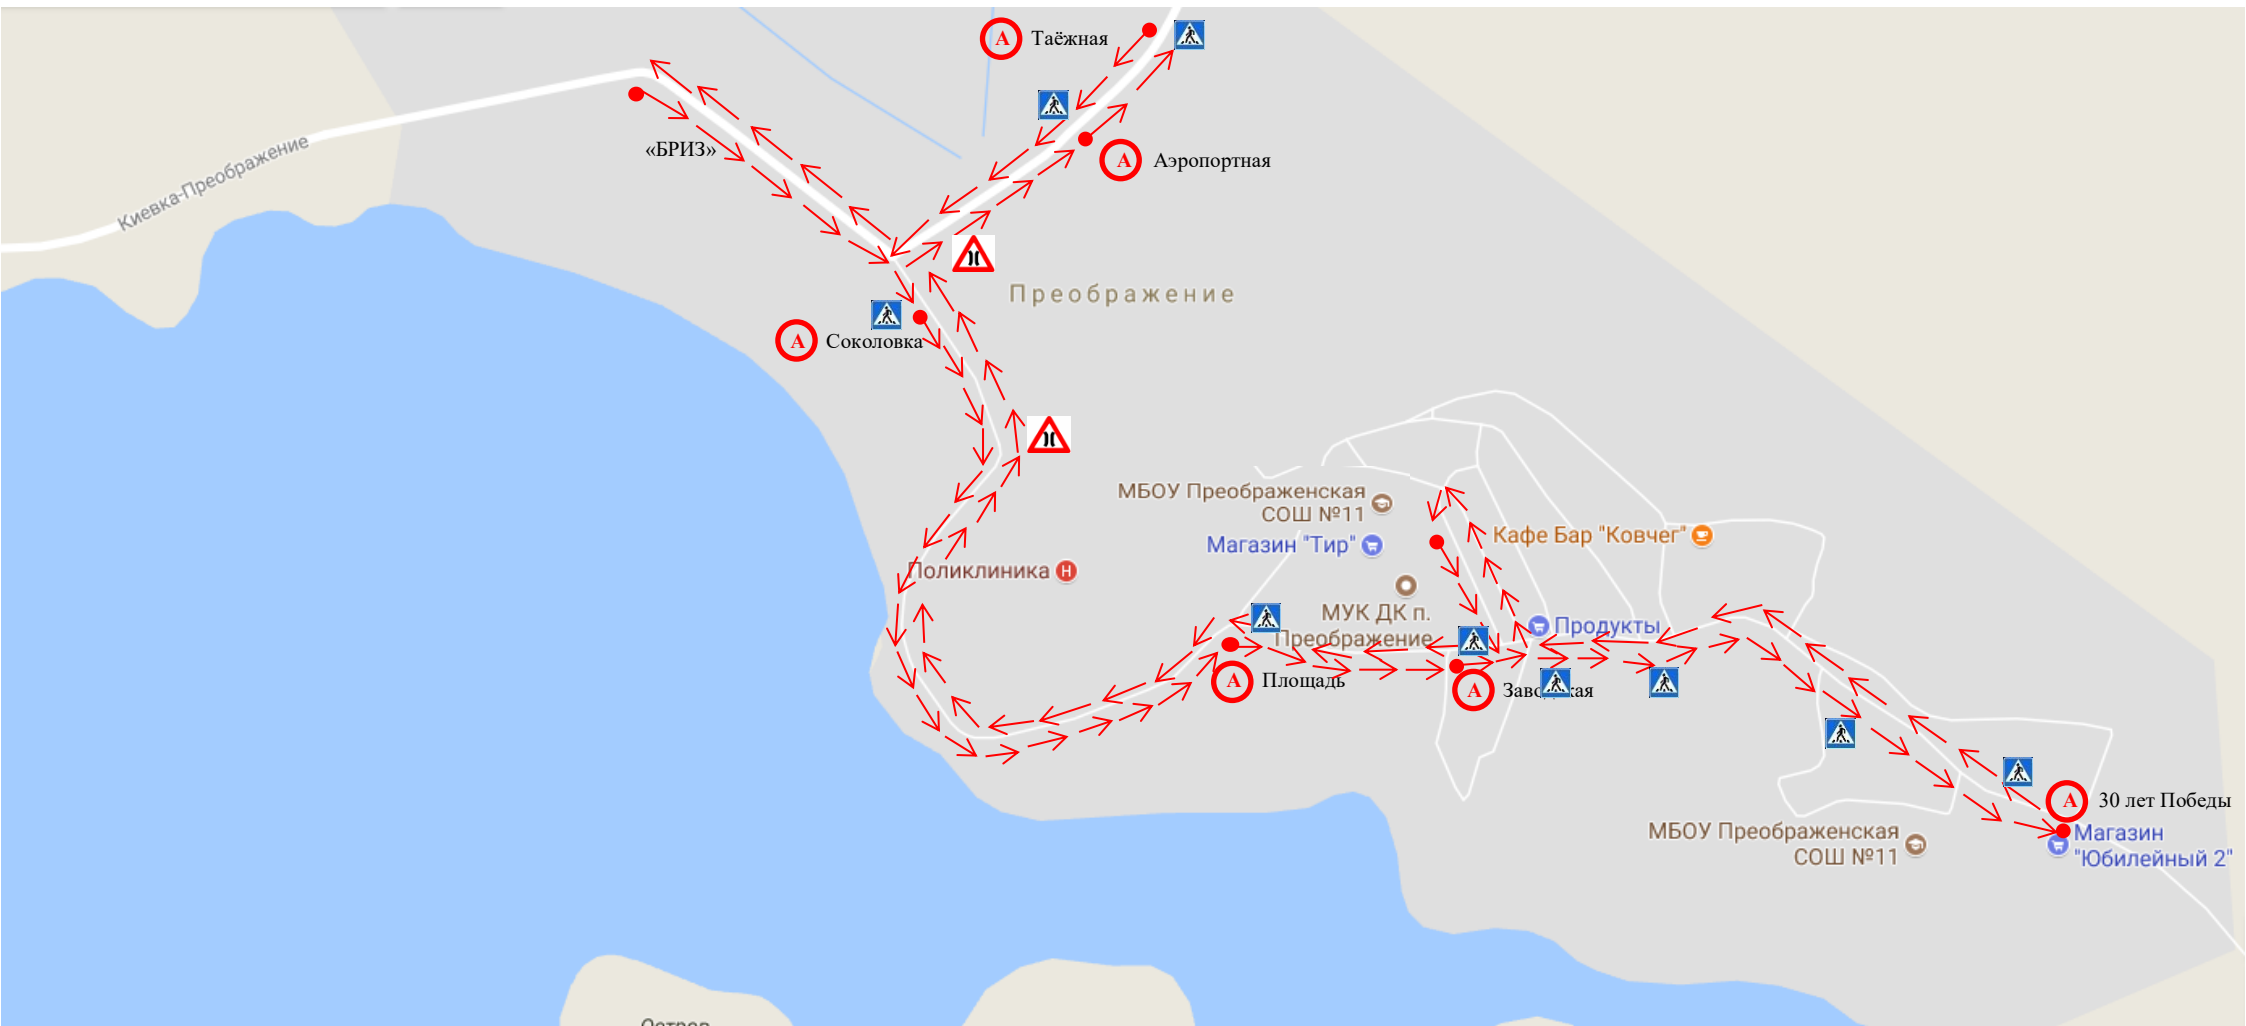 А Таёжная
«БРИЗ»
Киевка-Преображение
А Аэропортная
Преображение
А Соколовка
МБОУ Преображенская
СОШ №11
Магазин "Тир"
Кафе Бар "Ковчег"
Поликлиника Н
МУК ДК п.
Преображение
Продукты
А Площадь
А
А 30 лет Победы
МБОУ Преображенская
СОШ №11
Магазин
"Юбилейный 2"